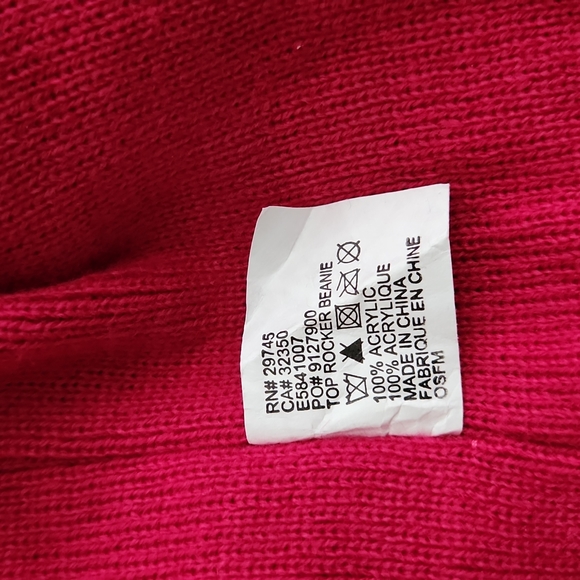 RN# 29745
CA# 32350
E5841007
PO# 9127900
TOP ROCKER BEANIE
100% ACRYLIC
100% ACRYLIQUE
MADE IN CHINA
FABRIQUE EN CHINE
OSFM